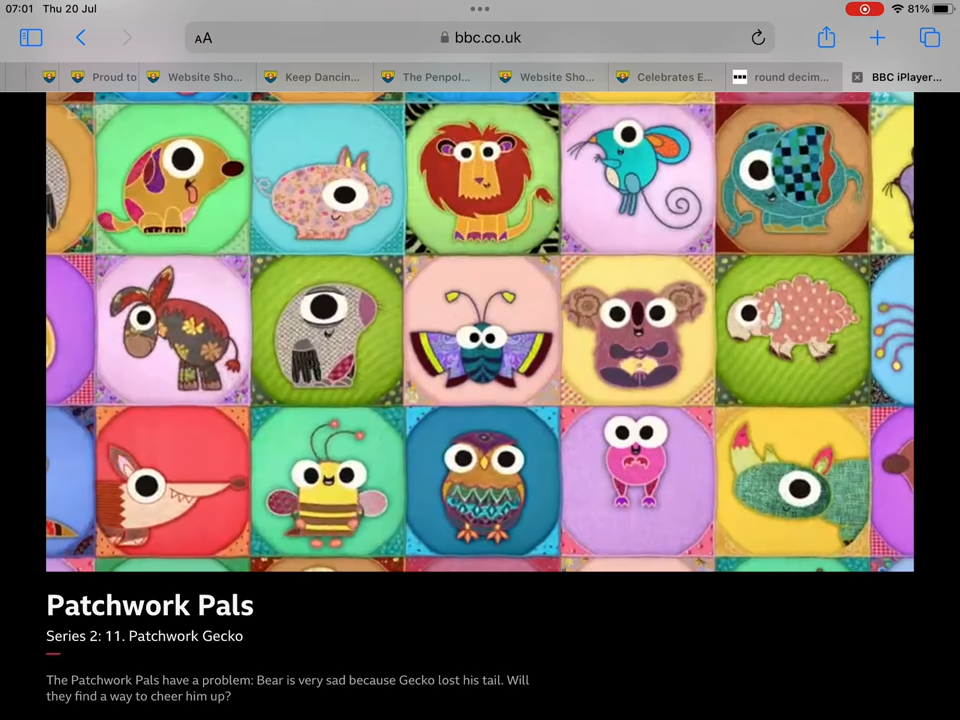 07:01 Thu 20 Jul
81%
AA
bbc.co.uk
Proud to
Website Sho...
Keep Dancin...
The Penpol...
Website Sho...
Celebrates E...
round decim...
BBC iPlayer...
Patchwork Pals
Series 2: 11. Patchwork Gecko
The Patchwork Pals have a problem: Bear is very sad because Gecko lost his tail. Will
they find a way to cheer him up?